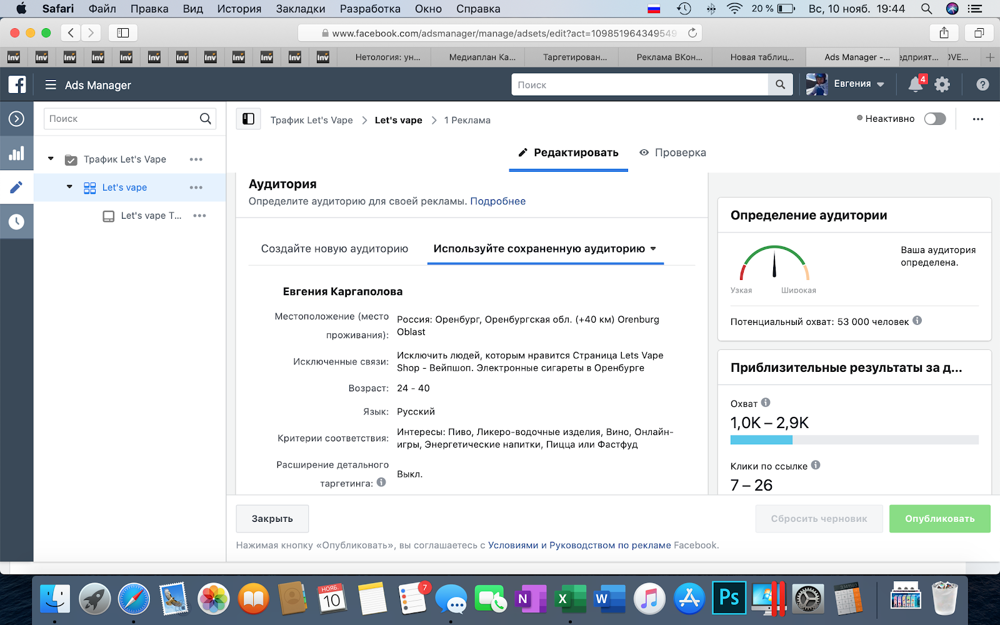 Safari Файл Правка Вид История Закладки Разработка Окно Справка 20 % Вс, 10 нояб. 19:44
www.facebook.com/adsmanager/manage/adsets/edit?act=109851964349549
Inv Inv Inv Inv Inv Inv Inv Inv Inv Inv Inv Inv Нетология: ун... Медиаплан Ка... Таргетирован... Реклама ВКон... Новая таблиц... Ads Manager -... едприят... OVE...
Ads Manager
Поиск
Евгения
4
Поиск
Трафик Let's Vape
Let's vape
Let's vape T...
Трафик Let's Vape > Let's vape > 1 Реклама
Неактивно
Редактировать
Проверка
Аудитория
Определите аудиторию для своей рекламы. Подробнее
Создайте новую аудиторию
Используйте сохраненную аудиторию
Евгения Каргаполова
Местоположение (место
проживания):
Россия: Оренбург, Оренбургская обл. (+40 км) Orenburg
Oblast
Исключенные связи:
Исключить людей, которым нравится Страница Lets Vape
Shop - Вейпшоп. Электронные сигареты в Оренбурге
Возраст: 24 - 40
Язык: Русский
Критерии соответствия:
Интересы: Пиво, Ликеро-водочные изделия, Вино, Онлайн-
игры, Энергетические напитки, Пицца или Фастфуд
Расширение детального
таргетинга:
Выкл.
Определение аудитории
Ваша аудитория
определена.
Узкая Широкая
Потенциальный охват: 53 000 человек
Приблизительные результаты за д...
Охват
1,0K – 2,9K
Клики по ссылке
7 – 26
Закрыть
Сбросить черновик
Опубликовать
Нажимая кнопку «Опубликовать», вы соглашаетесь с Условиями и Руководством по рекламе Facebook.
НОЯБ.
10
7
N
X
W
Ps